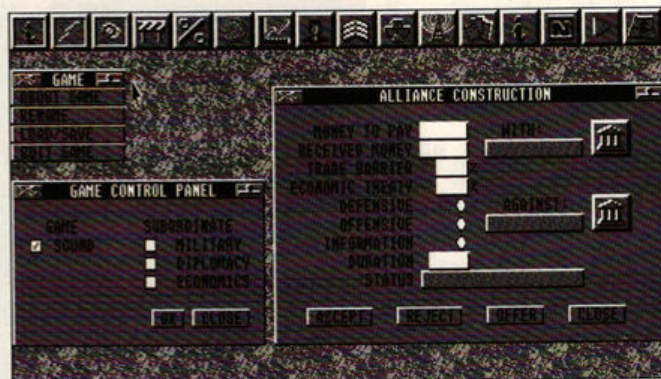 GAME
ABOUT GAME
RENAME
LOAD/SAVE
QUIT GAME
GAME CONTROL PANEL
GAME
SUBORDINATE
SOUND
MILITARY
DIPLOMACY
ECONOMICS
OK
CLOSE
ALLIANCE CONSTRUCTION
MONEY TO PAY
WITH:
RECEIVED MONEY
TRADE BARRIER
%
ECONOMIC TREATY
%
DEFENSIVE
AGAINST:
OFFENSIVE
INFORMATION
DURATION
STATUS
ACCEPT
REJECT
OFFER
CLOSE